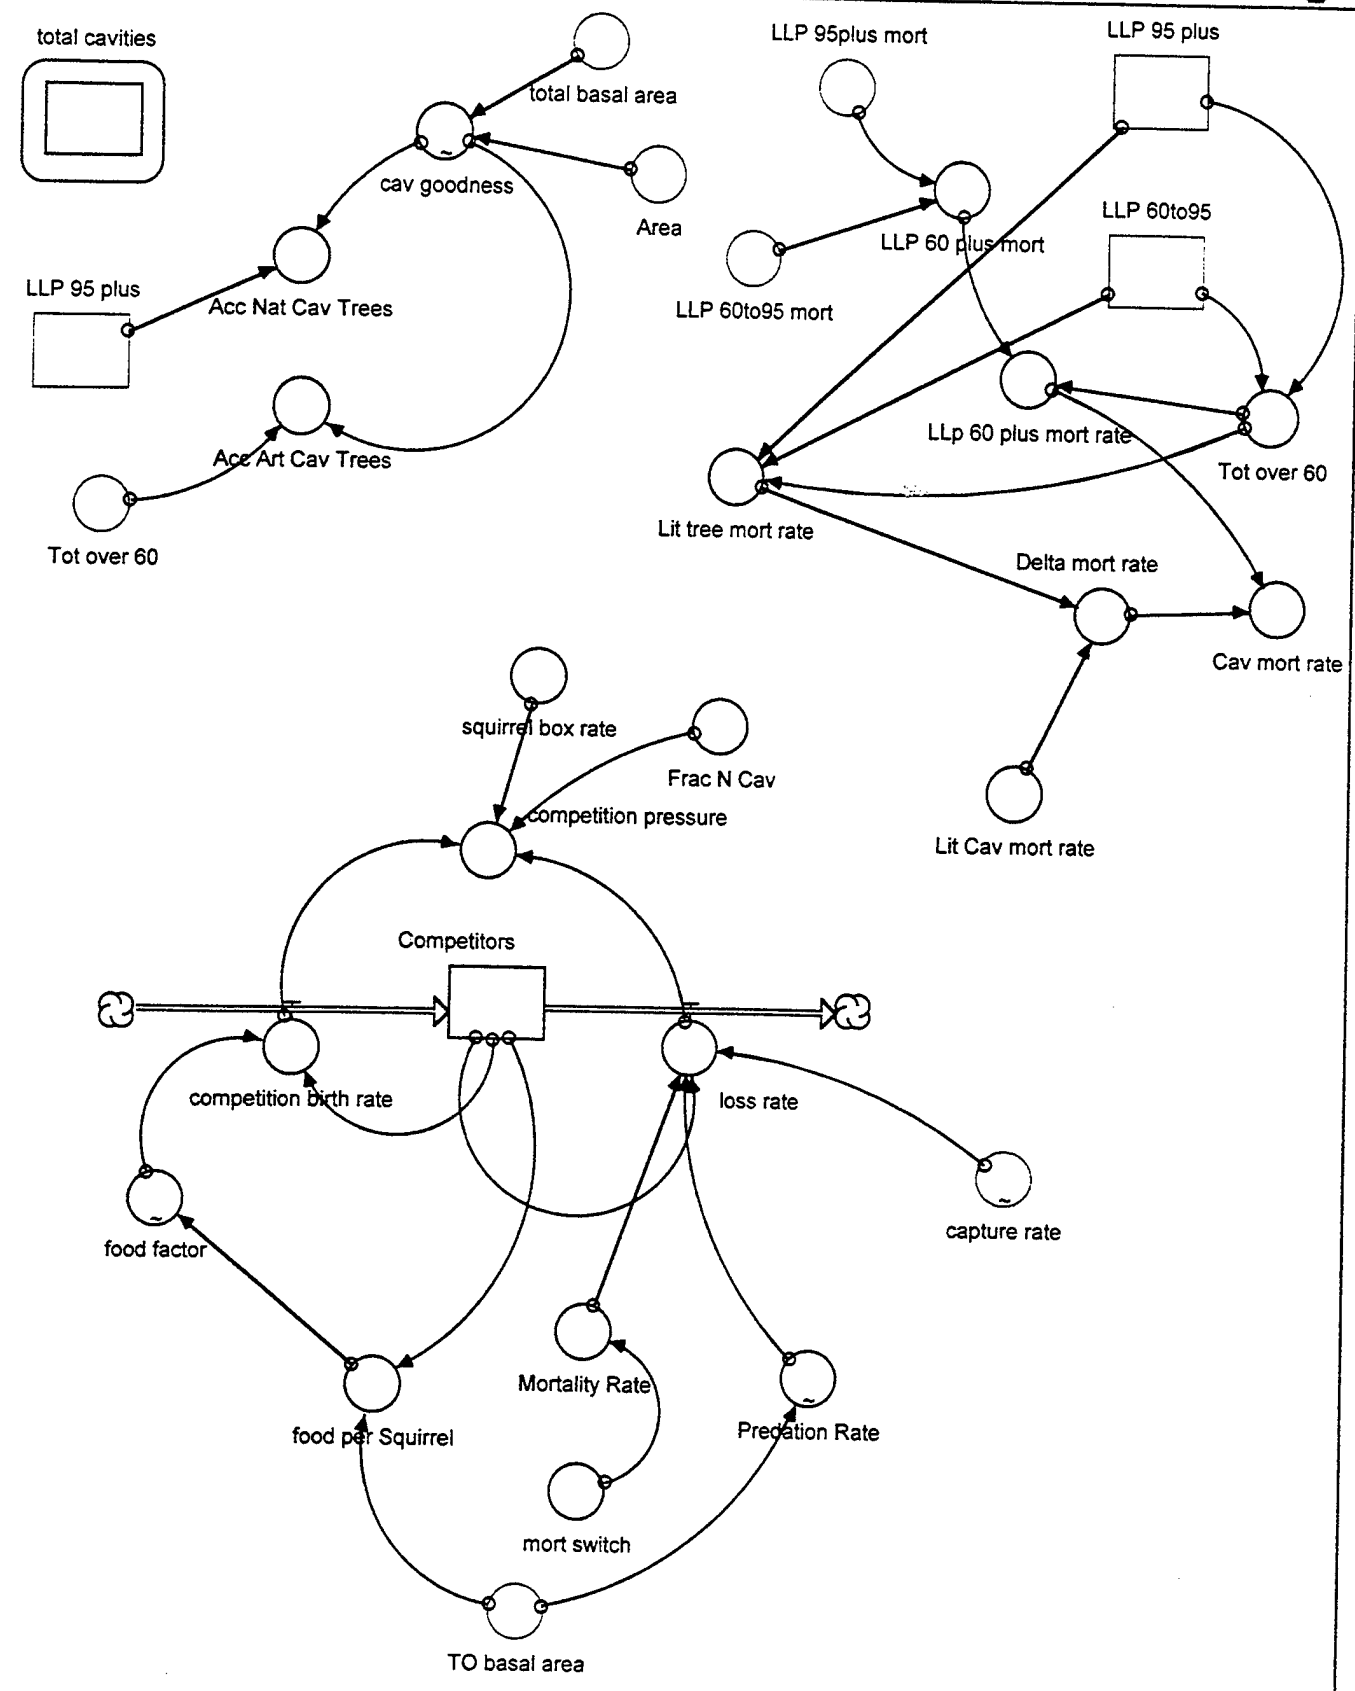 total cavities
total basal area
cav goodness
Area
LLP 95 plus
Acc Nat Cav Trees
Acc Art Cav Trees
Tot over 60
LLP 95plus mort
LLP 95 plus
LLP 60to95
LLP 60 plus mort
LLP 60to95 mort
LLp 60 plus mort rate
Tot over 60
Lit tree mort rate
Delta mort rate
Cav mort rate
Lit Cav mort rate
squirrel box rate
Frac N Cav
competition pressure
Competitors
competition birth rate
loss rate
food factor
capture rate
Mortality Rate
food per Squirrel
Predation Rate
mort switch
TO basal area
~
~
~
~